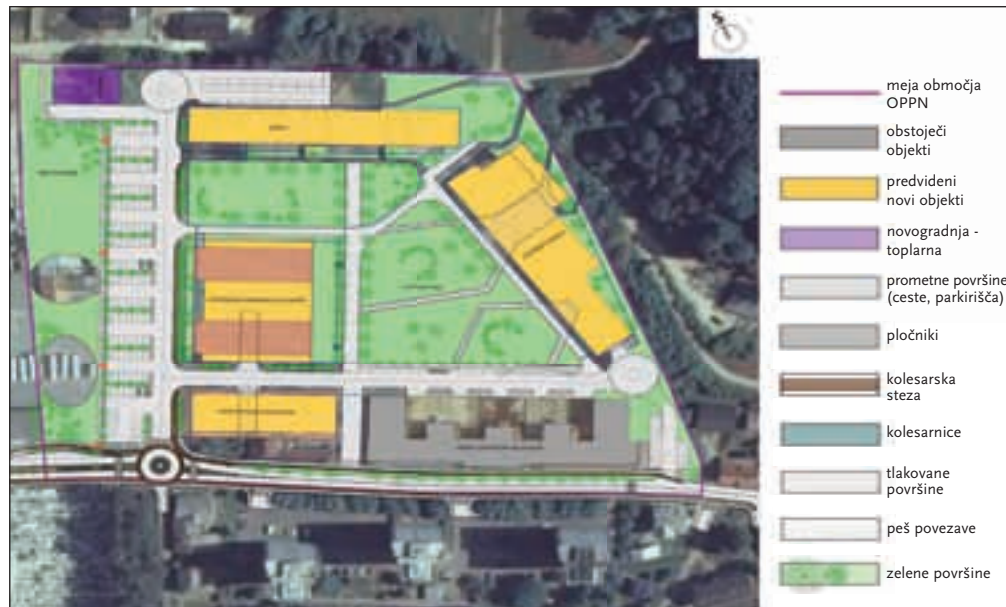 S
meja območja
OPPN
obstoječi
objekti
predvideni
novi objekti
novogradnja -
toplarna
prometne površine
(ceste, parkirišča)
pločniki
kolesarska
steza
kolesarnice
tlakovane
površine
peš povezave
zelene površine